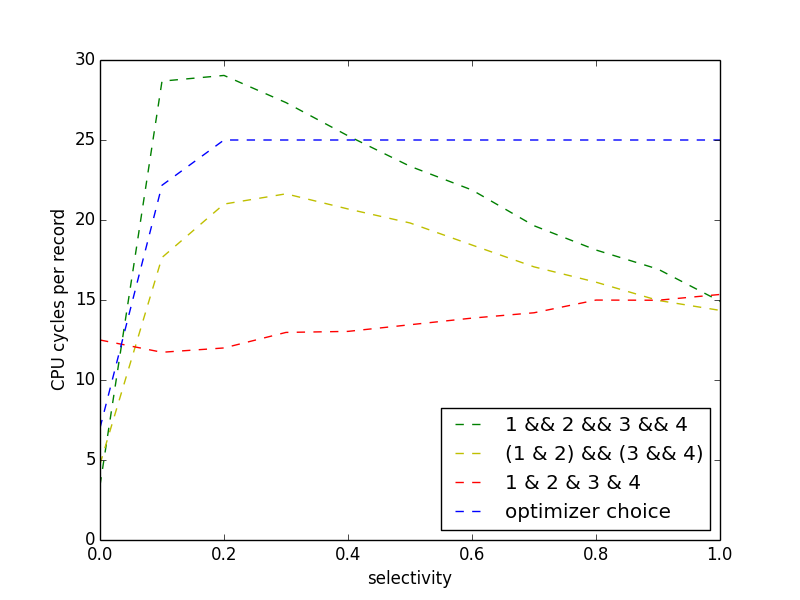 30
25
20
15
10
5
0
CPU cycles per record
0.0 0.2 0.4 0.6 0.8 1.0
selectivity
1 && 2 && 3 && 4
(1 & 2) && (3 && 4)
1 & 2 & 3 & 4
optimizer choice